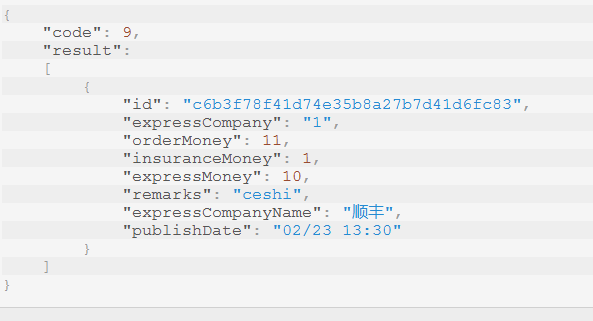 {
"code": 9,
"result":
[
{
"id": "c6b3f78f41d74e35b8a27b7d41d6fc83",
"expressCompany": "1",
"orderMoney": 11,
"insuranceMoney": 1,
"expressMoney": 10,
"remarks": "ceshi",
"expressCompanyName": "顺丰",
"publishDate": "02/23 13:30"
}
]
}